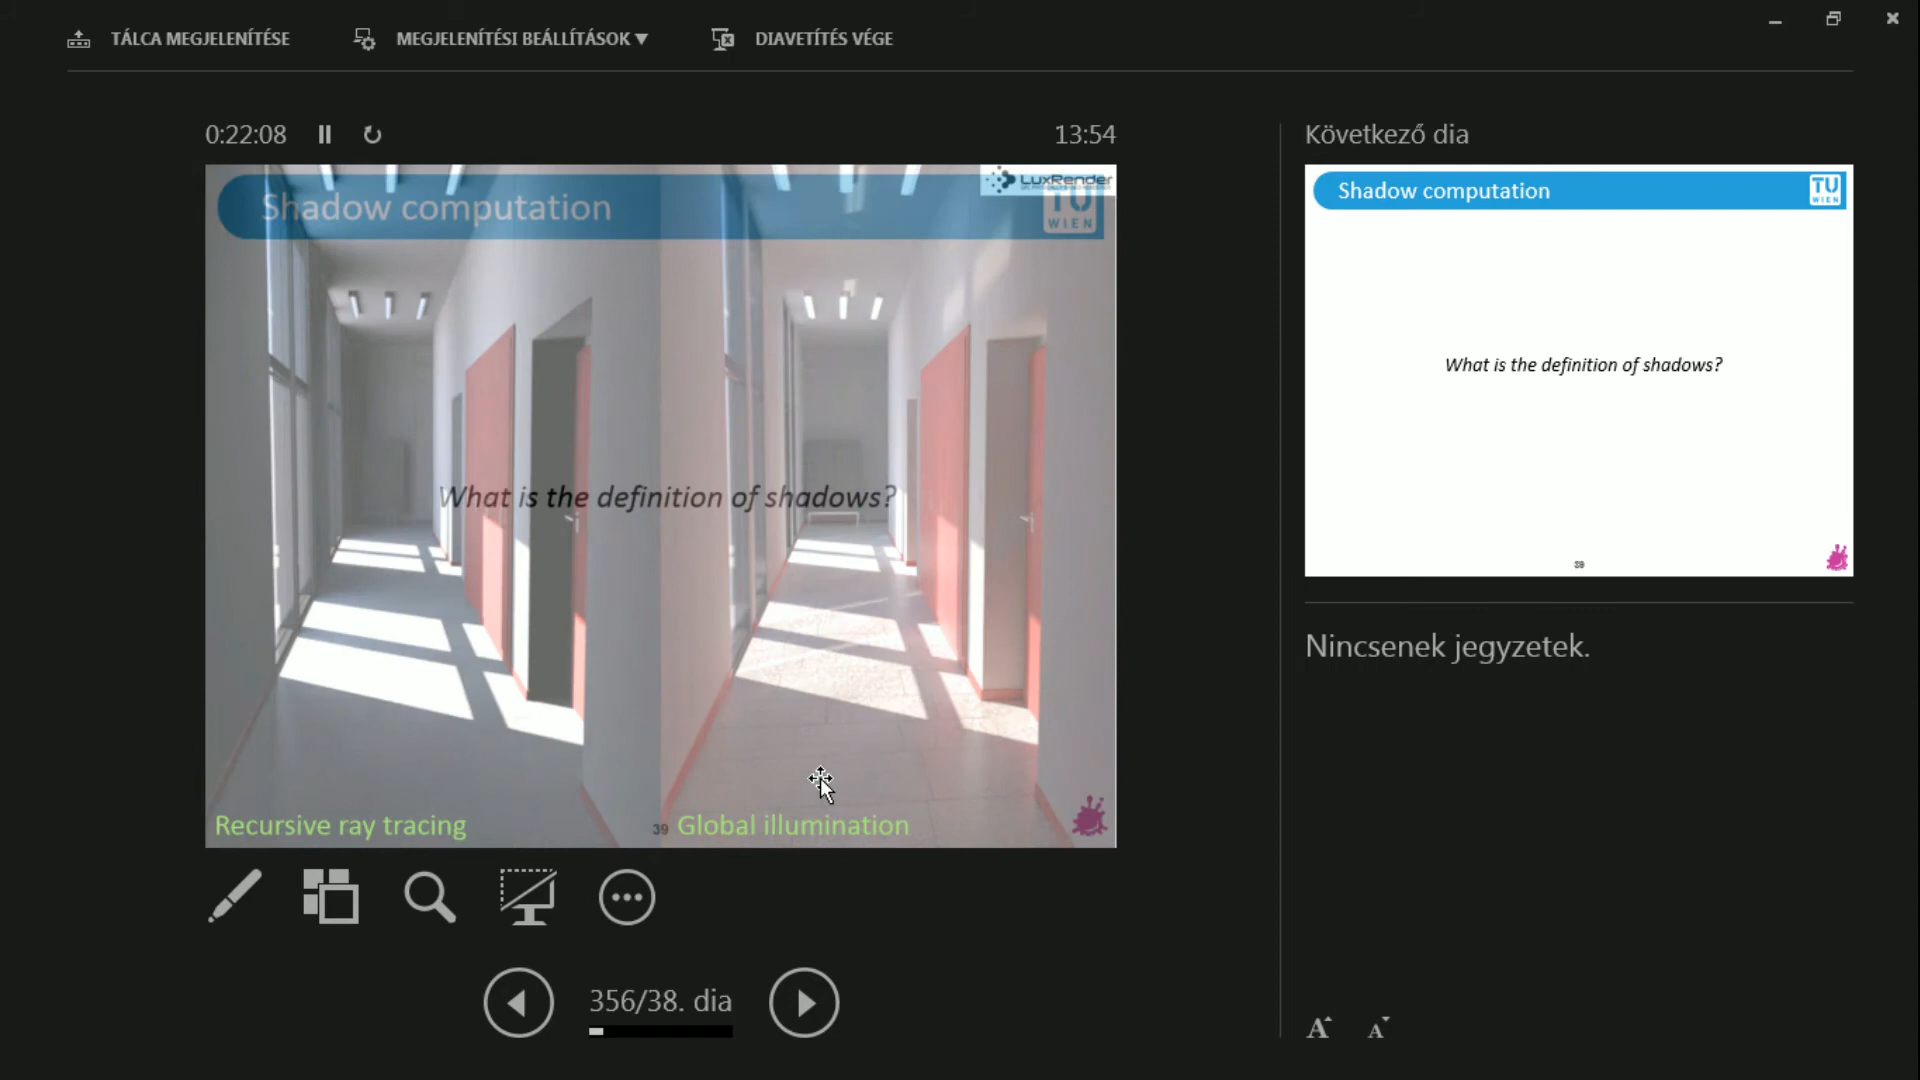 TÁLCA MEGJELENÍTÉSE
MEGJELENÍTÉSI BEÁLLÍTÁSOK ▼
DIAVETÍTÉS VÉGE
0:22:08
13:54
Shadow computation
LuxRender
TU
WIEN
What is the definition of shadows?
Recursive ray tracing
39
Global illumination
356/38. dia
Következő dia
Shadow computation
TU
WIEN
What is the definition of shadows?
39
Nincsenek jegyzetek.
A
A